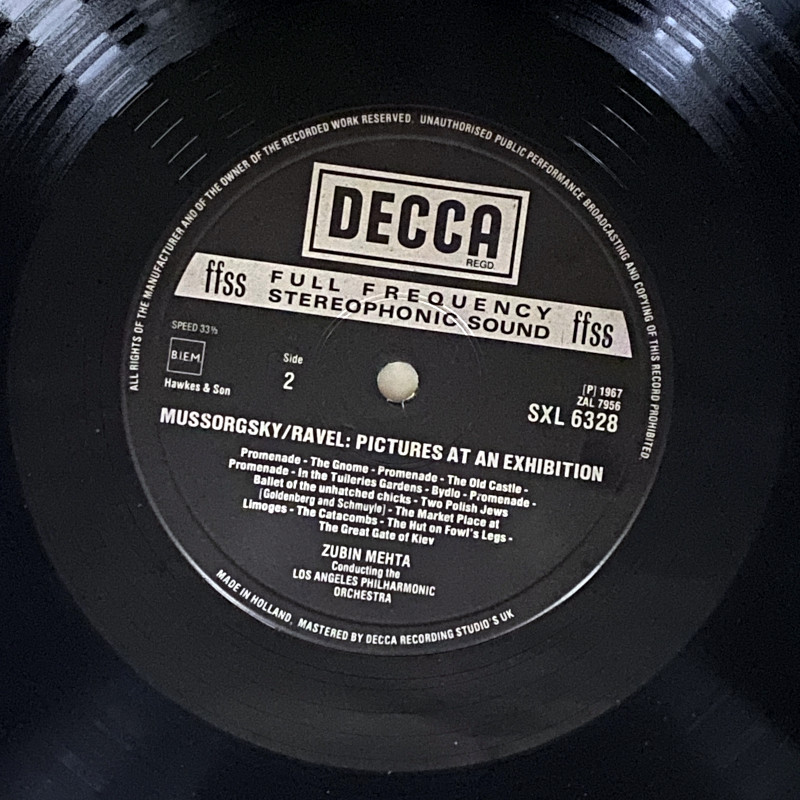 ALL RIGHTS OF THE MANUFACTURER AND OF THE OWNER OF THE RECORDED WORK RESERVED. UNAUTHORISED PUBLIC PERFORMANCE BROADCASTING AND COPYING OF THIS RECORD PROHIBITED.
DECCA
REGD.
ffss FULL FREQUENCY STEREOPHONIC SOUND ffss
SPEED 33⅓
B.I.E.M
Hawkes & Son
Side
2
(P) 1967
ZAL 7956
SXL 6328
MUSSORGSKY/RAVEL: PICTURES AT AN EXHIBITION
Promenade - The Gnome - Promenade - The Old Castle -
Promenade - In the Tuileries Gardens - Bydlo - Promenade -
Ballet of the unhatched chicks - Two Polish Jews
(Goldenberg and Schmuyle) - The Market Place at
Limoges - The Catacombs - The Hut on Fowl's Legs -
The Great Gate of Kiev
ZUBIN MEHTA
Conducting the
LOS ANGELES PHILHARMONIC
ORCHESTRA
MADE IN HOLLAND, MASTERED BY DECCA RECORDING STUDIO'S UK